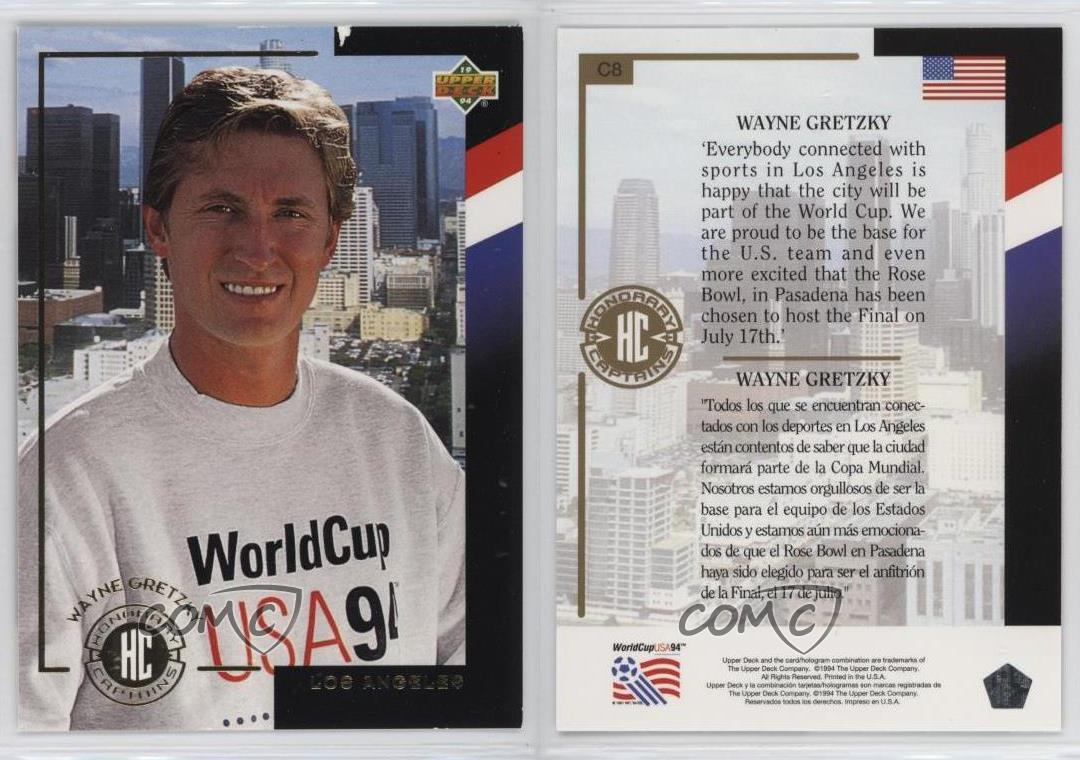 19
UPPER
DECK
94
®
WorldCup
USA94
WAYNE GRETZKY
HONORARY
HC
CAPTAINS
LOS ANGELES
COMC
C8
WAYNE GRETZKY
‘Everybody connected with
sports in Los Angeles is
happy that the city will be
part of the World Cup. We
are proud to be the base for
the U.S. team and even
more excited that the Rose
Bowl, in Pasadena has been
chosen to host the Final on
July 17th.’
HONORARY
HC
CAPTAINS
WAYNE GRETZKY
"Todos los que se encuentran conec-
tados con los deportes en Los Angeles
están contentos de saber que la ciudad
formará parte de la Copa Mundial.
Nosotros estamos orgullosos de ser la
base para el equipo de los Estados
Unidos y estamos aún más emociona-
dos de que el Rose Bowl en Pasadena
haya sido elegido para ser el anfitrión
de la Final, el 17 de julio."
COMC
WorldCupUSA94™
Upper Deck and the card/hologram combination are trademarks of
The Upper Deck Company. ©1994 The Upper Deck Company.
All Rights Reserved. Printed in the U.S.A.
Upper Deck y la combinación tarjetas/hologramas son marcas registradas de
The Upper Deck Company. ©1994 The Upper Deck Company.
Reservados todos los derechos. Impreso en U.S.A.